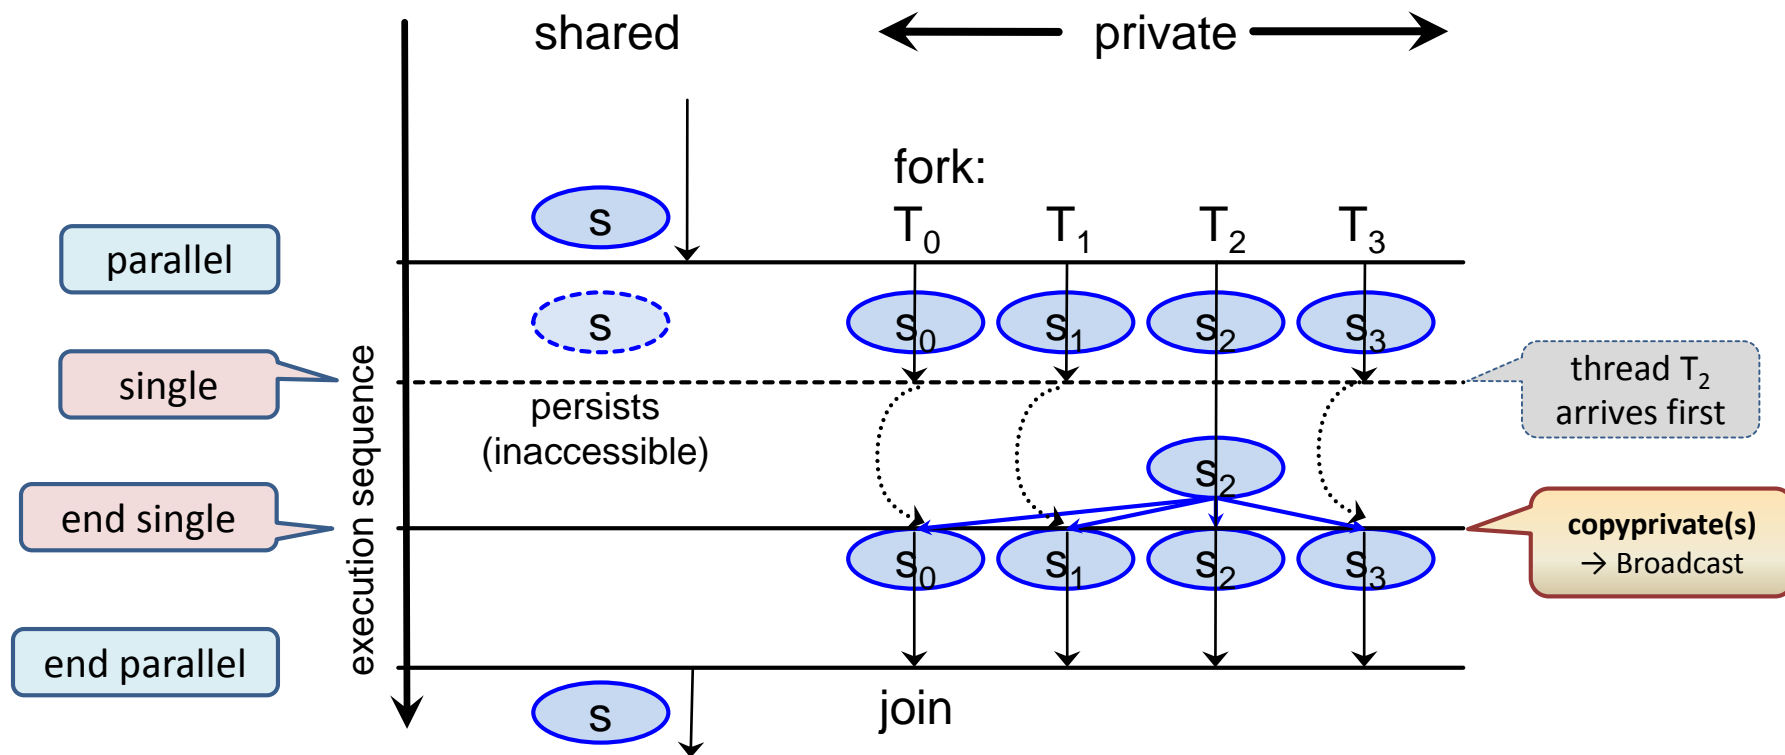 shared
private
fork:
s
T0
T1
T2
T3
parallel
s
s0
s1
s2
s3
single
thread T2
arrives first
persists
(inaccessible)
execution sequence
s2
end single
copyprivate(s)
→ Broadcast
s0
s1
s2
s3
end parallel
s
join